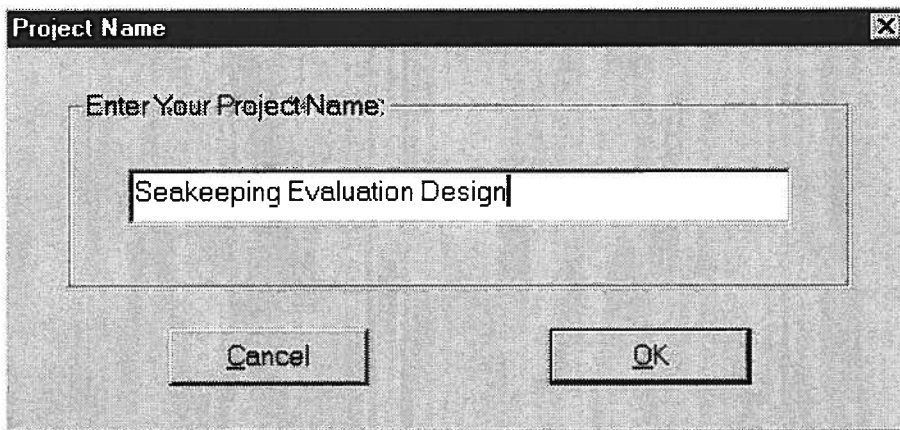 Project Name
Enter Your Project Name:
Seakeeping Evaluation Design
Cancel
OK